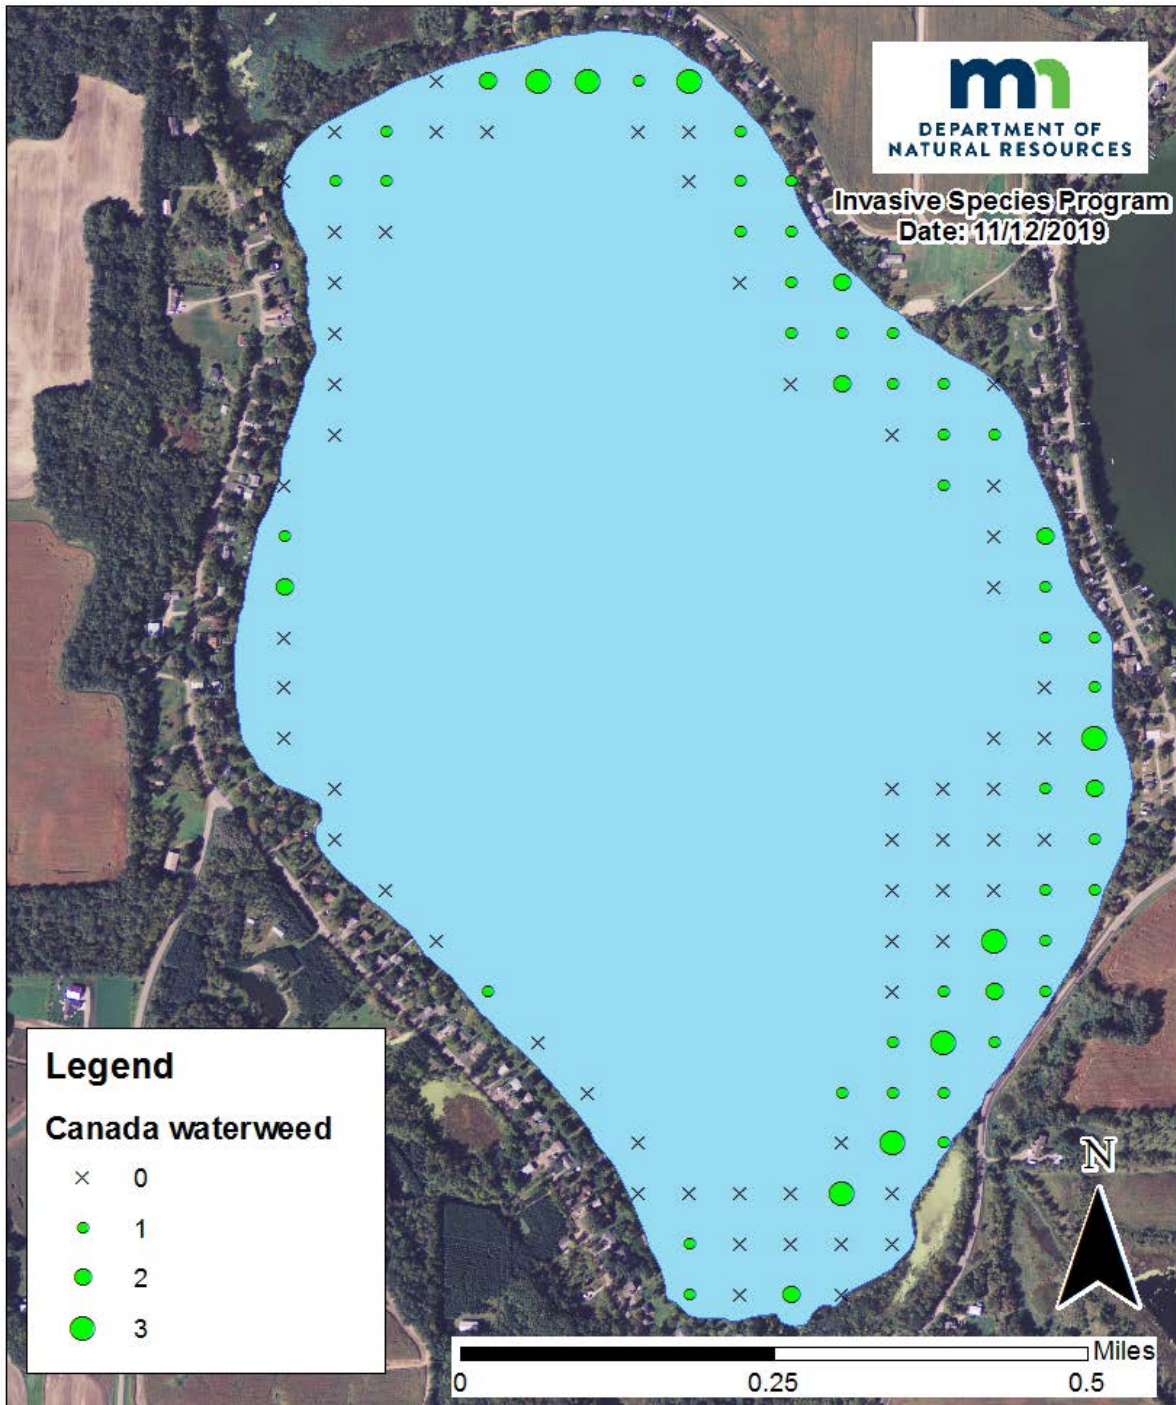 mn
DEPARTMENT OF
NATURAL RESOURCES
Invasive Species Program
Date: 11/12/2019
Legend
Canada waterweed
0
1
2
3
N
Miles
0 0.25 0.5